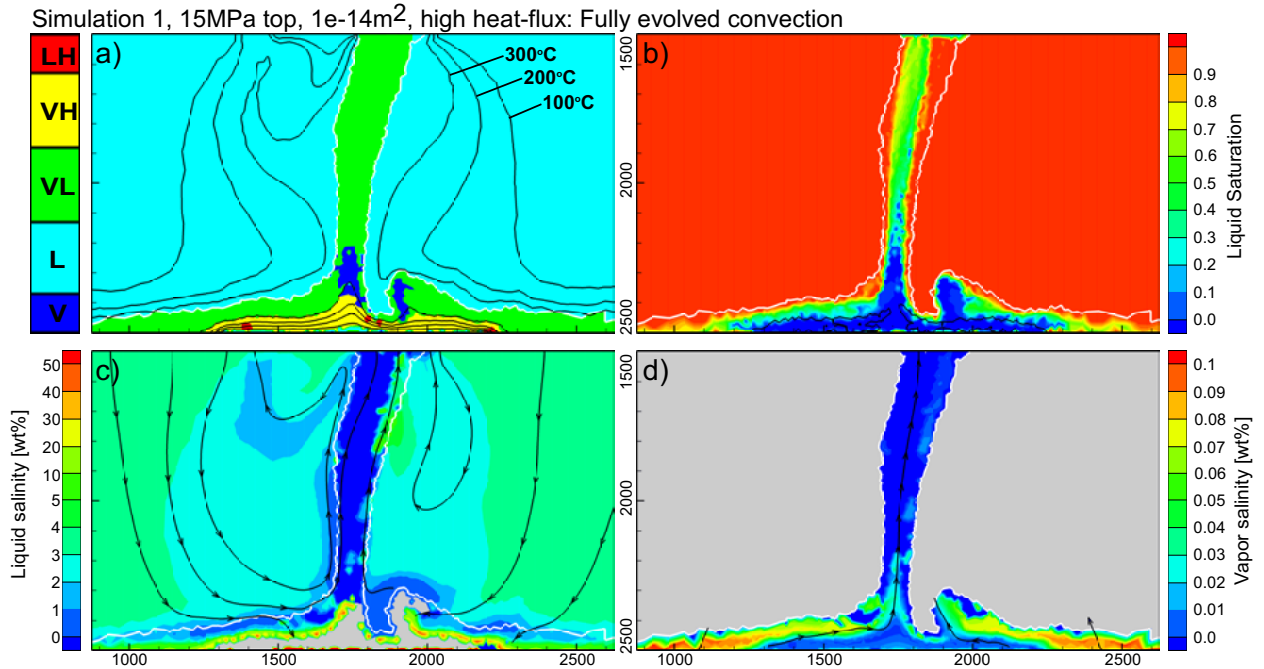 Simulation 1, 15MPa top, 1e-14m2, high heat-flux: Fully evolved convection
LH
VH
VL
L
V
a)
300°C
200°C
100°C
1500
2000
2500
b)
0.9
0.8
0.7
0.6
0.5
0.4
0.3
0.2
0.1
0.0
Liquid Saturation
Liquid salinity [wt%]
50
40
30
20
10
5
4
3
2
1
0
c)
1500
2000
2500
1000
1500
2000
2500
d)
1000
1500
2000
2500
0.1
0.09
0.08
0.07
0.06
0.05
0.04
0.03
0.02
0.01
0.0
Vapor salinity [wt%]